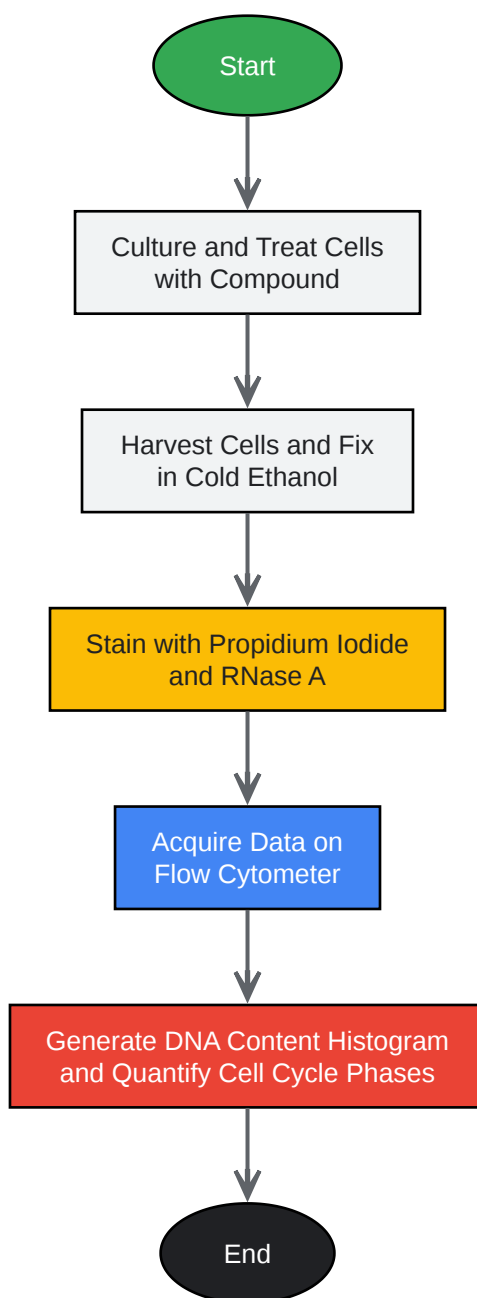 Start
Culture and Treat Cells
with Compound
Harvest Cells and Fix
in Cold Ethanol
Stain with Propidium Iodide
and RNase A
Acquire Data on
Flow Cytometer
Generate DNA Content Histogram
and Quantify Cell Cycle Phases
End